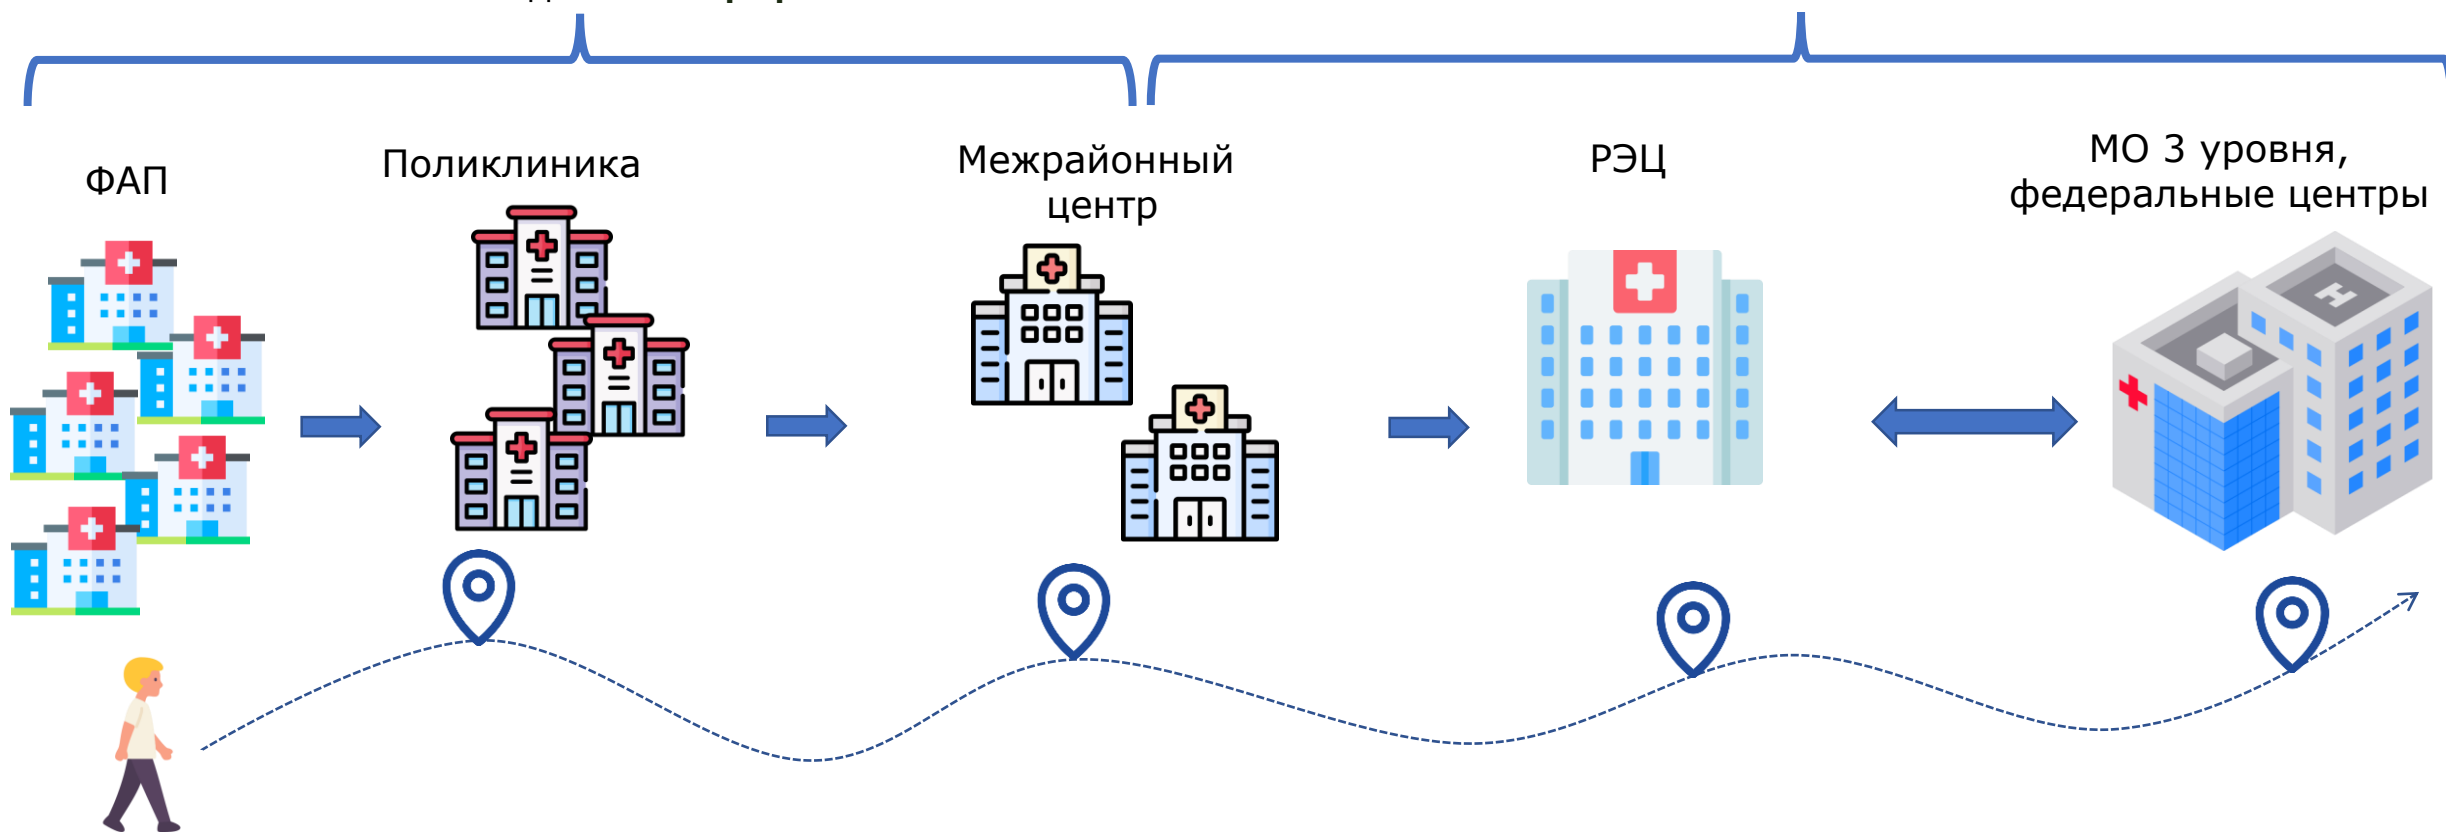 ФАП
Поликлиника
Межрайонный
центр
РЭЦ
МО 3 уровня,
федеральные центры
H